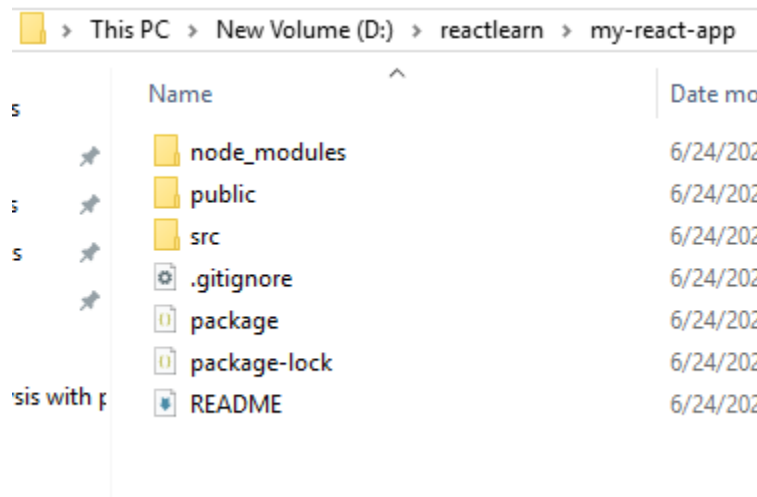 This PC > New Volume (D:) > reactlearn > my-react-app
Name Date mo
s
node_modules 6/24/202
public 6/24/202
s
src 6/24/202
s
.gitignore 6/24/202
package 6/24/202
package-lock 6/24/202
ysis with p
README 6/24/202